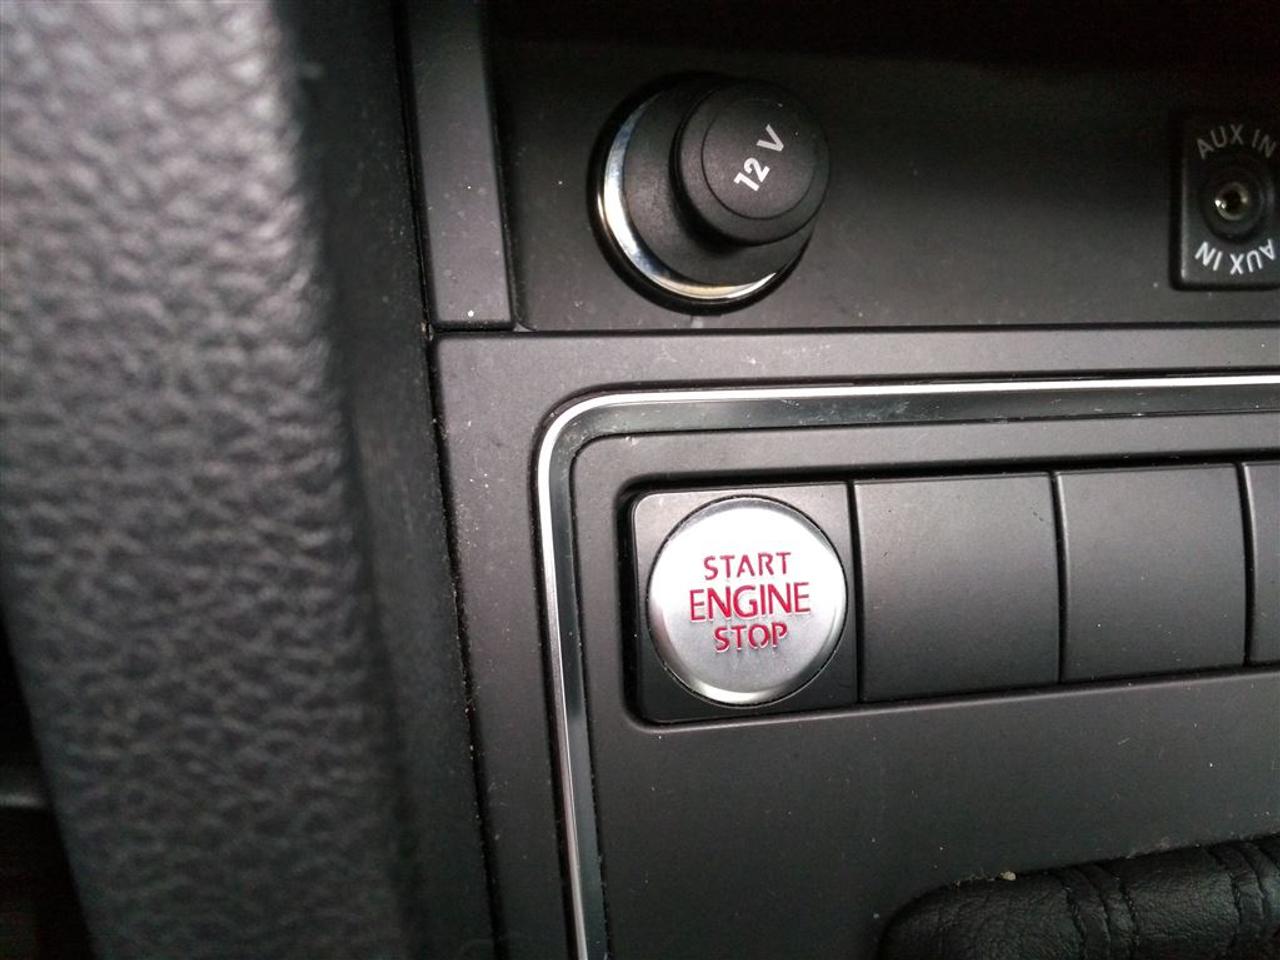 12 V
AUX IN
AUX IN
START
ENGINE
STOP